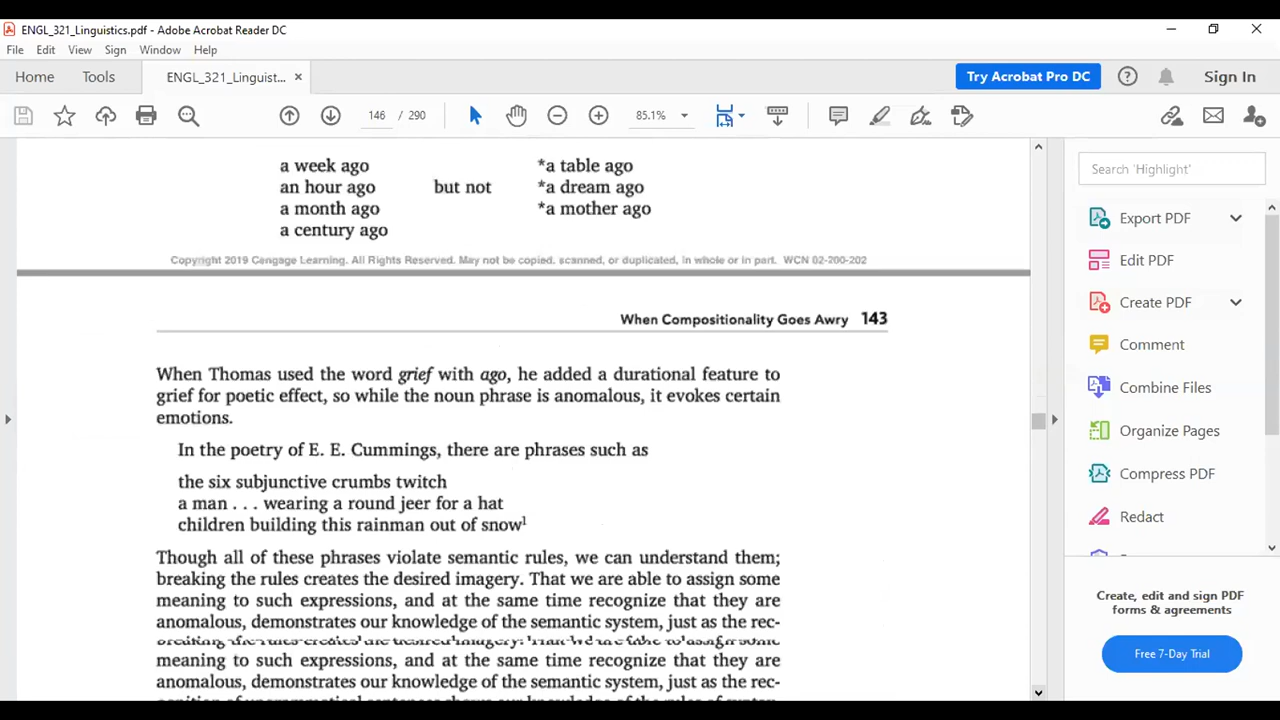 ENGL_321_Linguistics.pdf - Adobe Acrobat Reader DC
File Edit View Sign Window Help
Home Tools ENGL_321_Linguist... × Try Acrobat Pro DC Sign In
146 / 290 85.1%
a week ago *a table ago
an hour ago but not *a dream ago
a month ago *a mother ago
a century ago
Copyright 2019 Cengage Learning. All Rights Reserved. May not be copied, scanned, or duplicated, in whole or in part. WCN 02-200-202
When Compositionality Goes Awry 143
When Thomas used the word grief with ago, he added a durational feature to
grief for poetic effect, so while the noun phrase is anomalous, it evokes certain
emotions.
In the poetry of E. E. Cummings, there are phrases such as
the six subjunctive crumbs twitch
a man . . . wearing a round jeer for a hat
children building this rainman out of snow¹
Though all of these phrases violate semantic rules, we can understand them;
breaking the rules creates the desired imagery. That we are able to assign some
meaning to such expressions, and at the same time recognize that they are
anomalous, demonstrates our knowledge of the semantic system, just as the rec-
meaning to such expressions, and at the same time recognize that they are
anomalous, demonstrates our knowledge of the semantic system, just as the rec-
Search 'Highlight'
Export PDF
Edit PDF
Create PDF
Comment
Combine Files
Organize Pages
Compress PDF
Redact
Create, edit and sign PDF
forms & agreements
Free 7-Day Trial